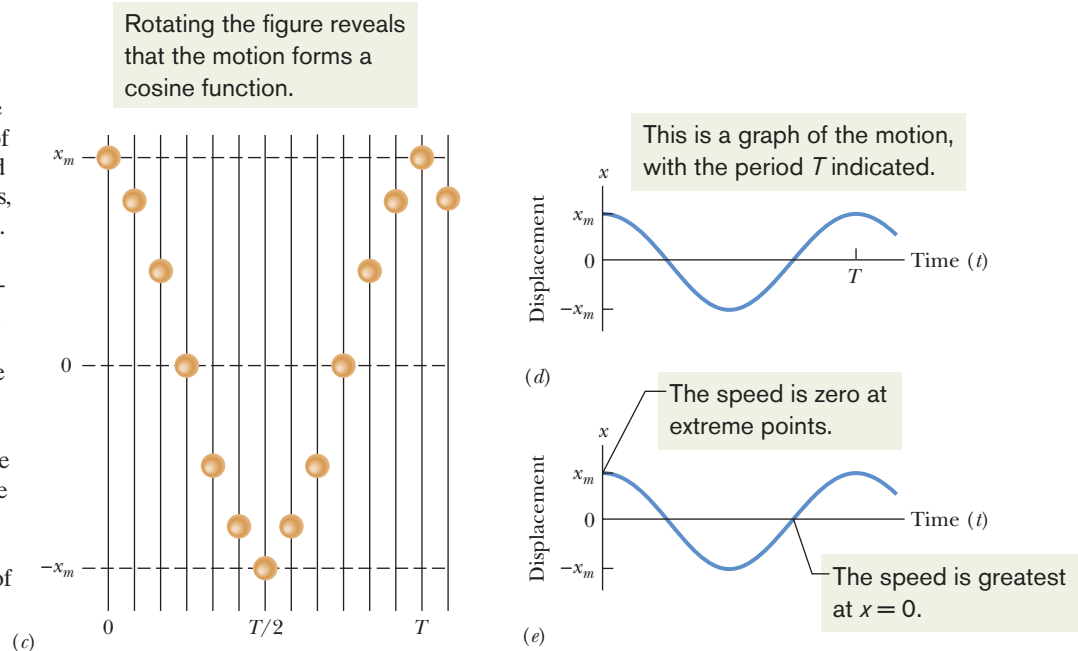 Rotating the figure reveals
that the motion forms a
cosine function.
e
of
d
s,
.
-
e
e
e
of
x_m
0
−x_m
0
T/2
T
(c)
This is a graph of the motion,
with the period T indicated.
x
x_m
0
−x_m
Displacement
T
Time (t)
(d)
The speed is zero at
extreme points.
x
x_m
0
−x_m
Displacement
Time (t)
The speed is greatest
at x = 0.
(e)